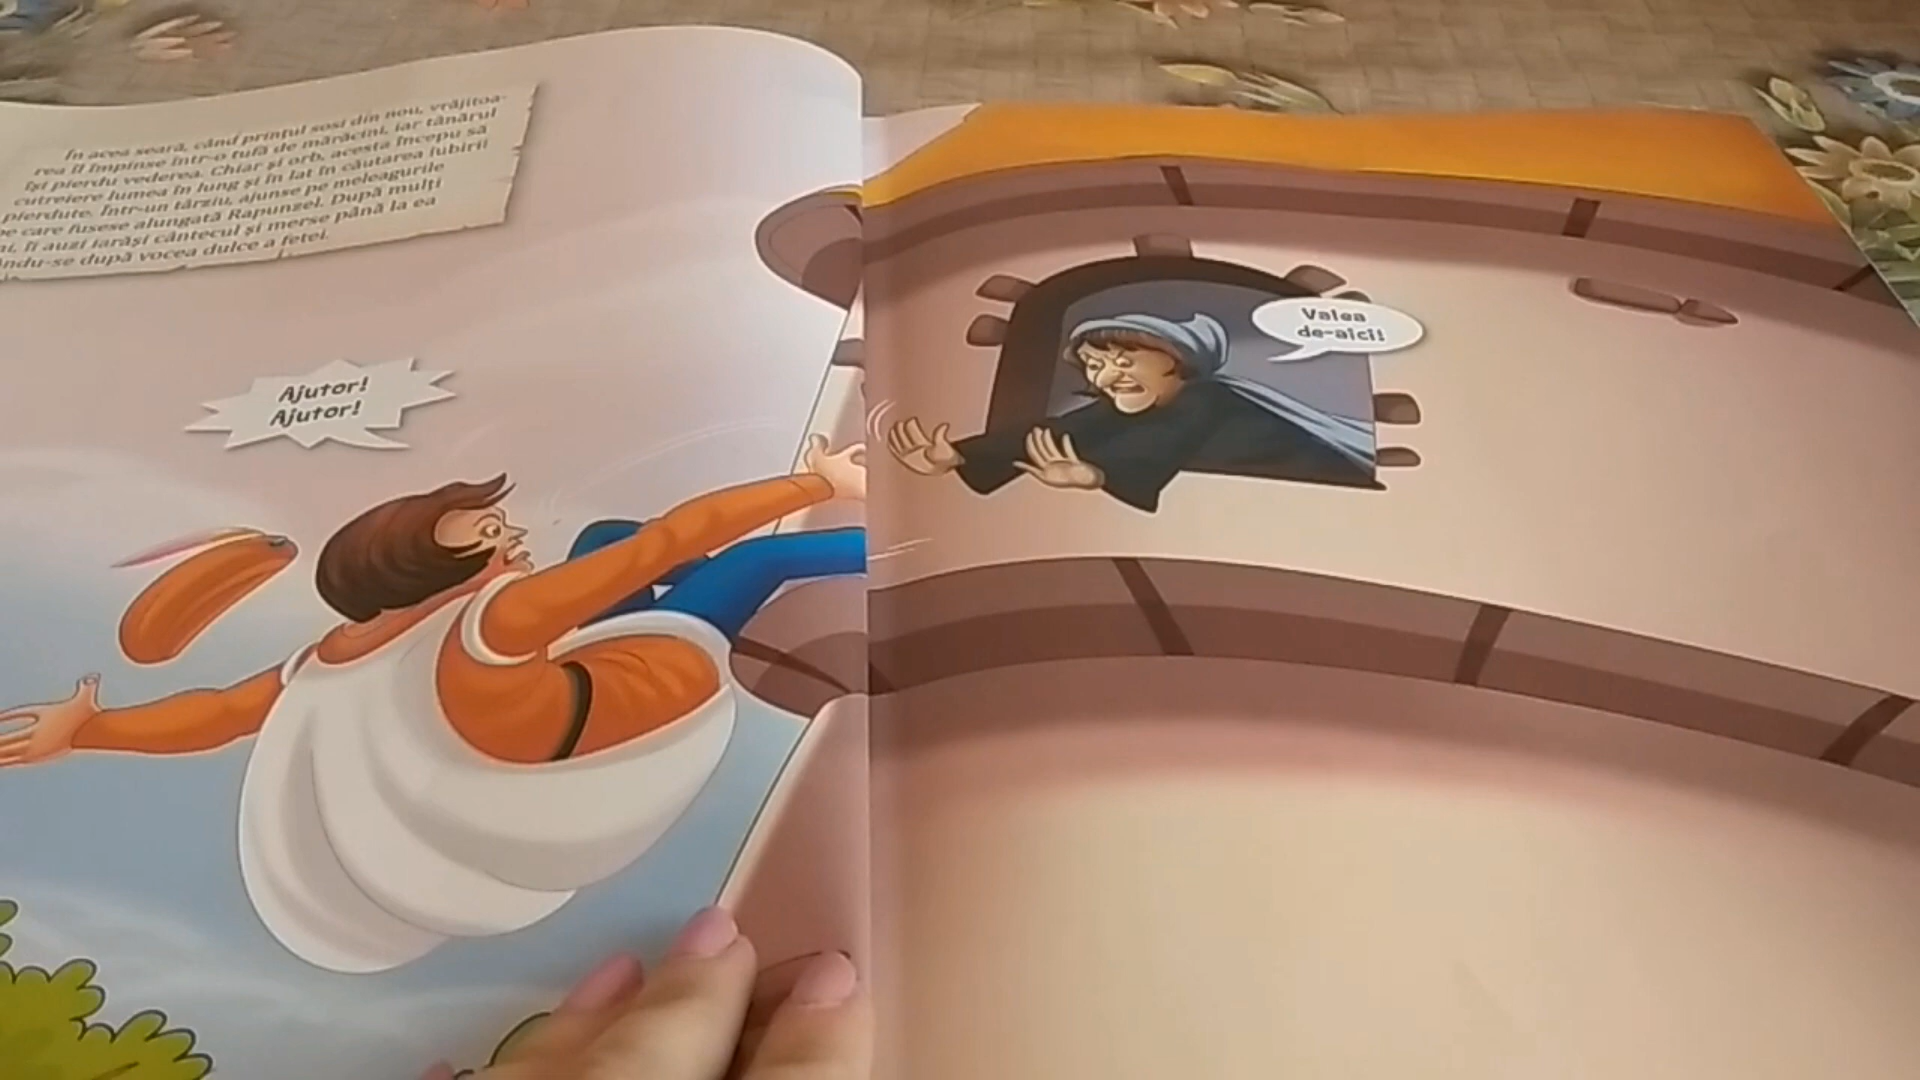 În acea seară, când prințul sosi din nou, vrăjitoa-
rea îl împinse într-o tufă de mărăcini, iar tânărul
își pierdu vederea. Chiar și orb, acesta începu să
cutreiere lumea în lung și în lat în căutarea iubirii
pierdute. Într-un târziu, ajunse pe meleagurile
pe care fusese alungată Rapunzel. După mulți
ni, îi auzi iarăși cântecul și merse până la ea
ându-se după vocea dulce a fetei.
Ajutor!
Ajutor!
Valea
de-aici!